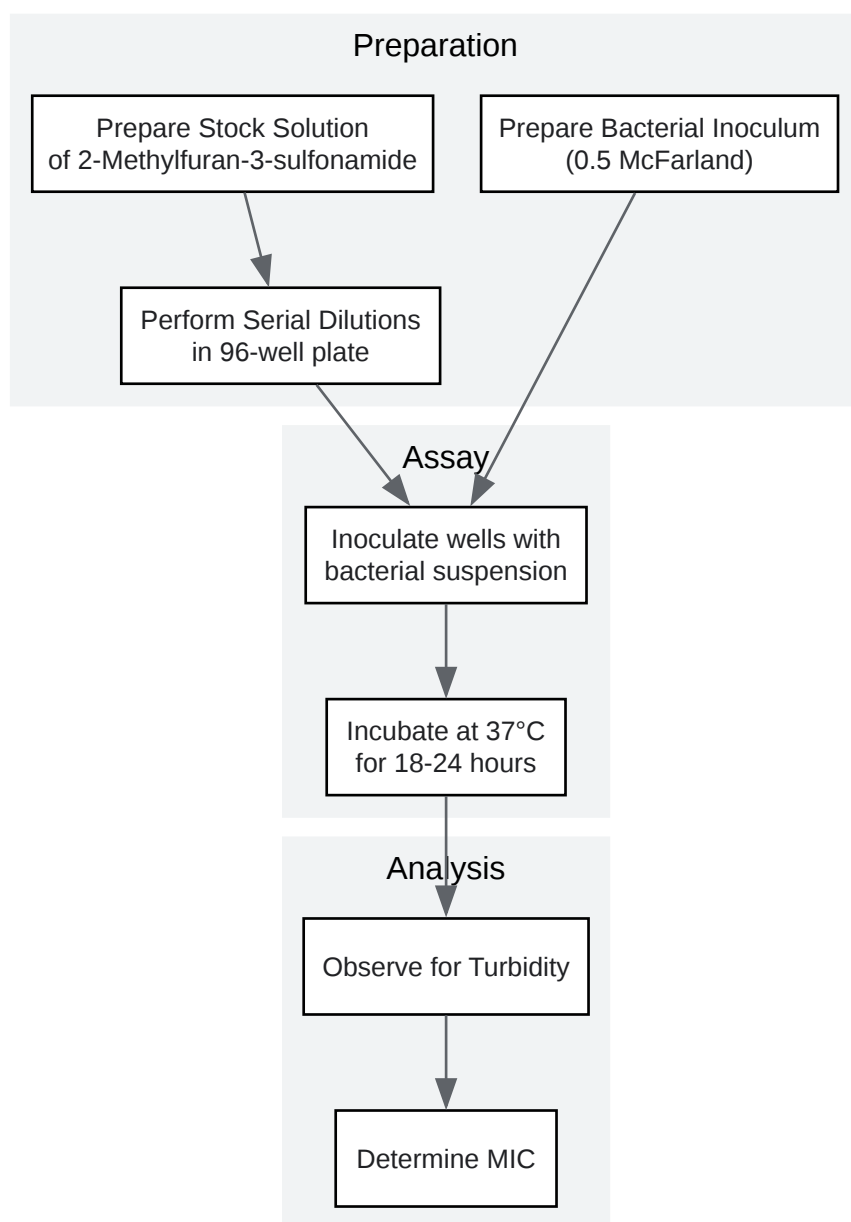 Preparation
Prepare Stock Solution
of 2-Methylfuran-3-sulfonamide
Prepare Bacterial Inoculum
(0.5 McFarland)
Perform Serial Dilutions
in 96-well plate
Assay
Inoculate wells with
bacterial suspension
Incubate at 37°C
for 18-24 hours
Analysis
Observe for Turbidity
Determine MIC